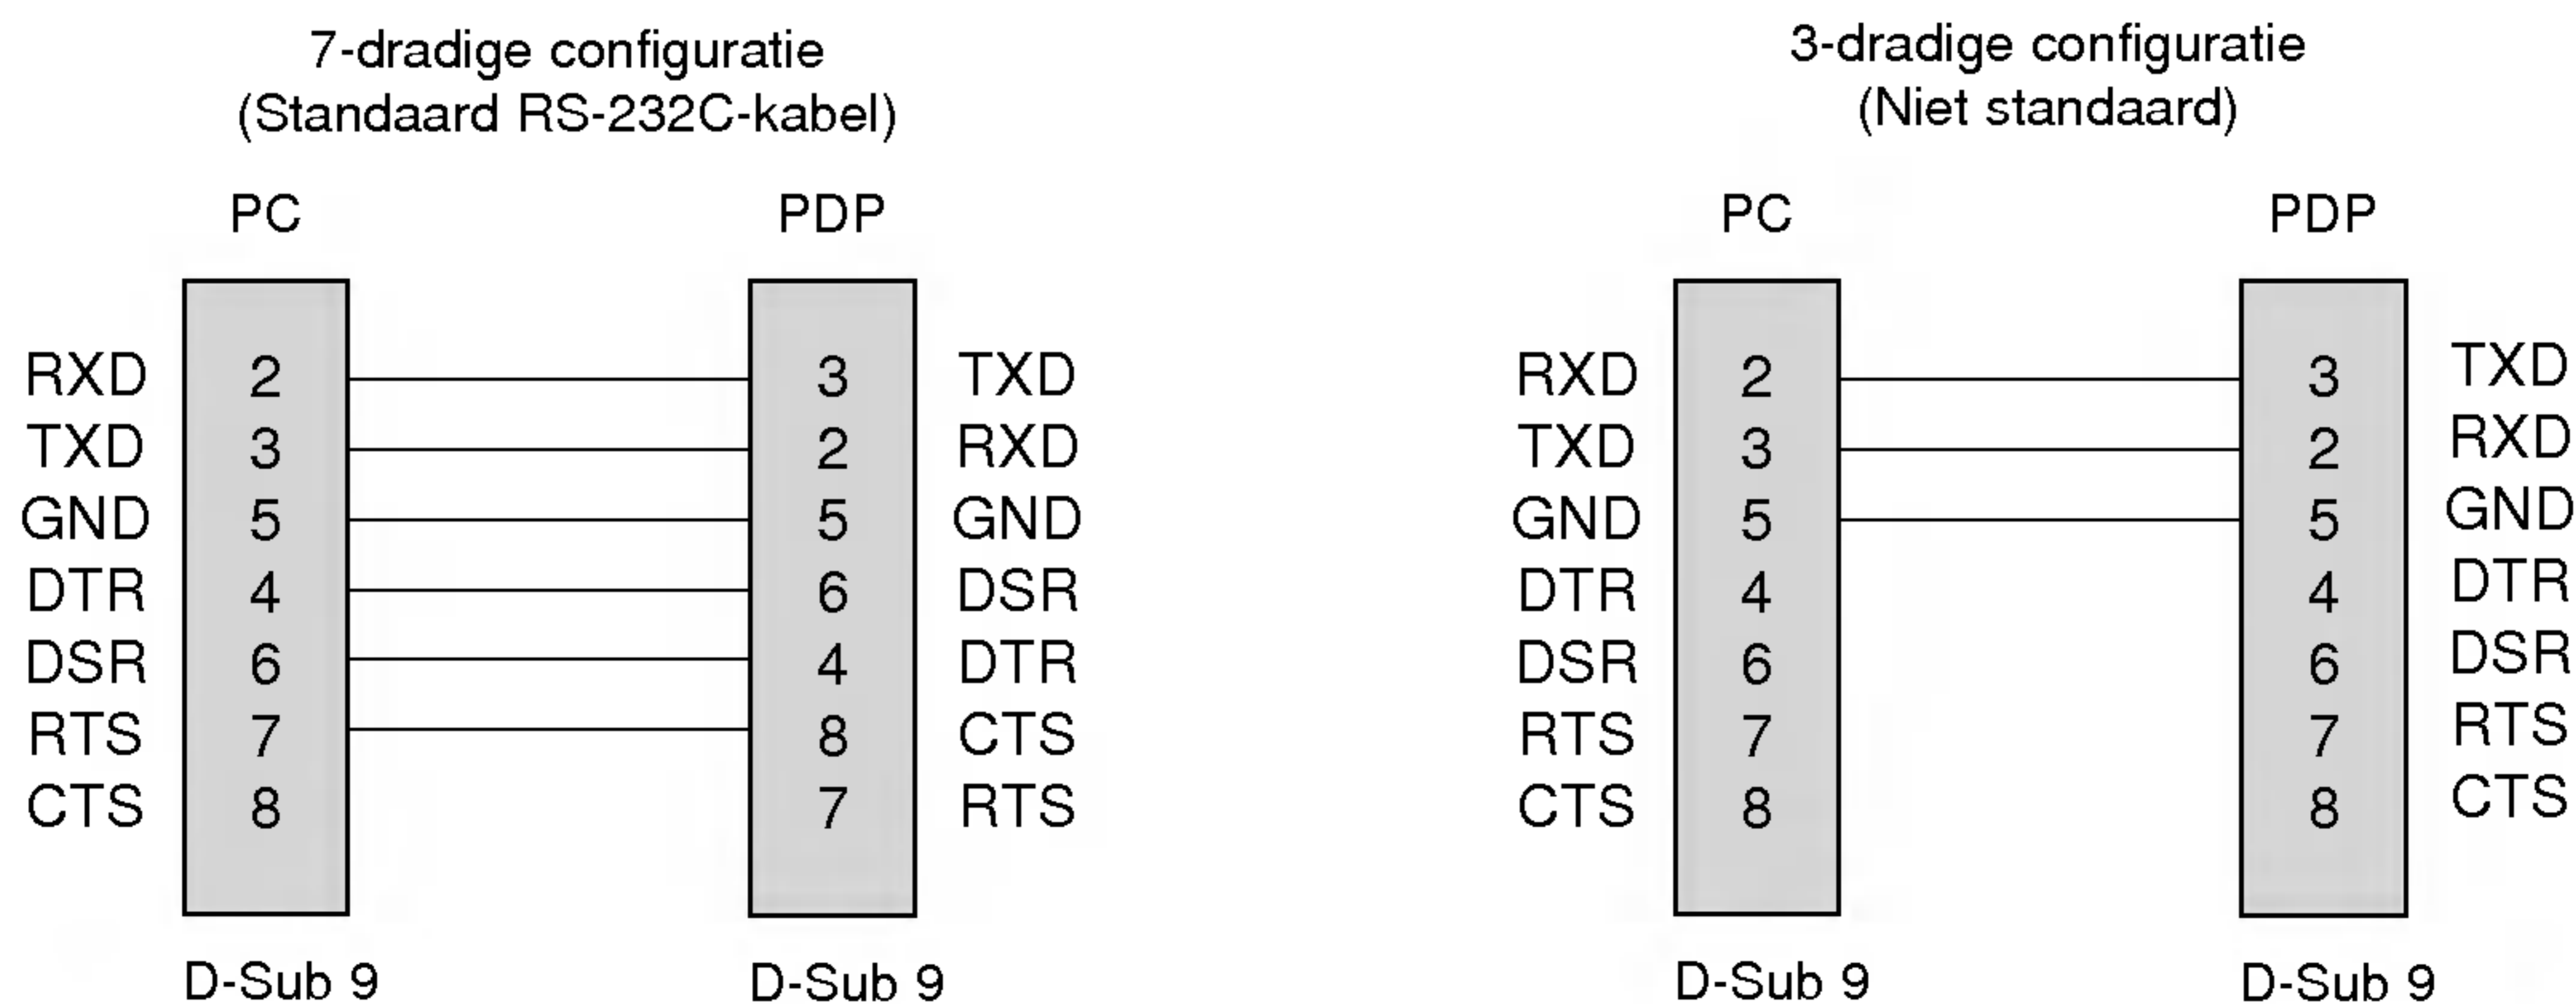 7-dradige configuratie
(Standaard RS-232C-kabel)
PC PDP
RXD 2 3 TXD
TXD 3 2 RXD
GND 5 5 GND
DTR 4 6 DSR
DSR 6 4 DTR
RTS 7 8 CTS
CTS 8 7 RTS
D-Sub 9 D-Sub 9
3-dradige configuratie
(Niet standaard)
PC PDP
RXD 2 3 TXD
TXD 3 2 RXD
GND 5 5 GND
DTR 4 4 DTR
DSR 6 6 DSR
RTS 7 7 RTS
CTS 8 8 CTS
D-Sub 9 D-Sub 9